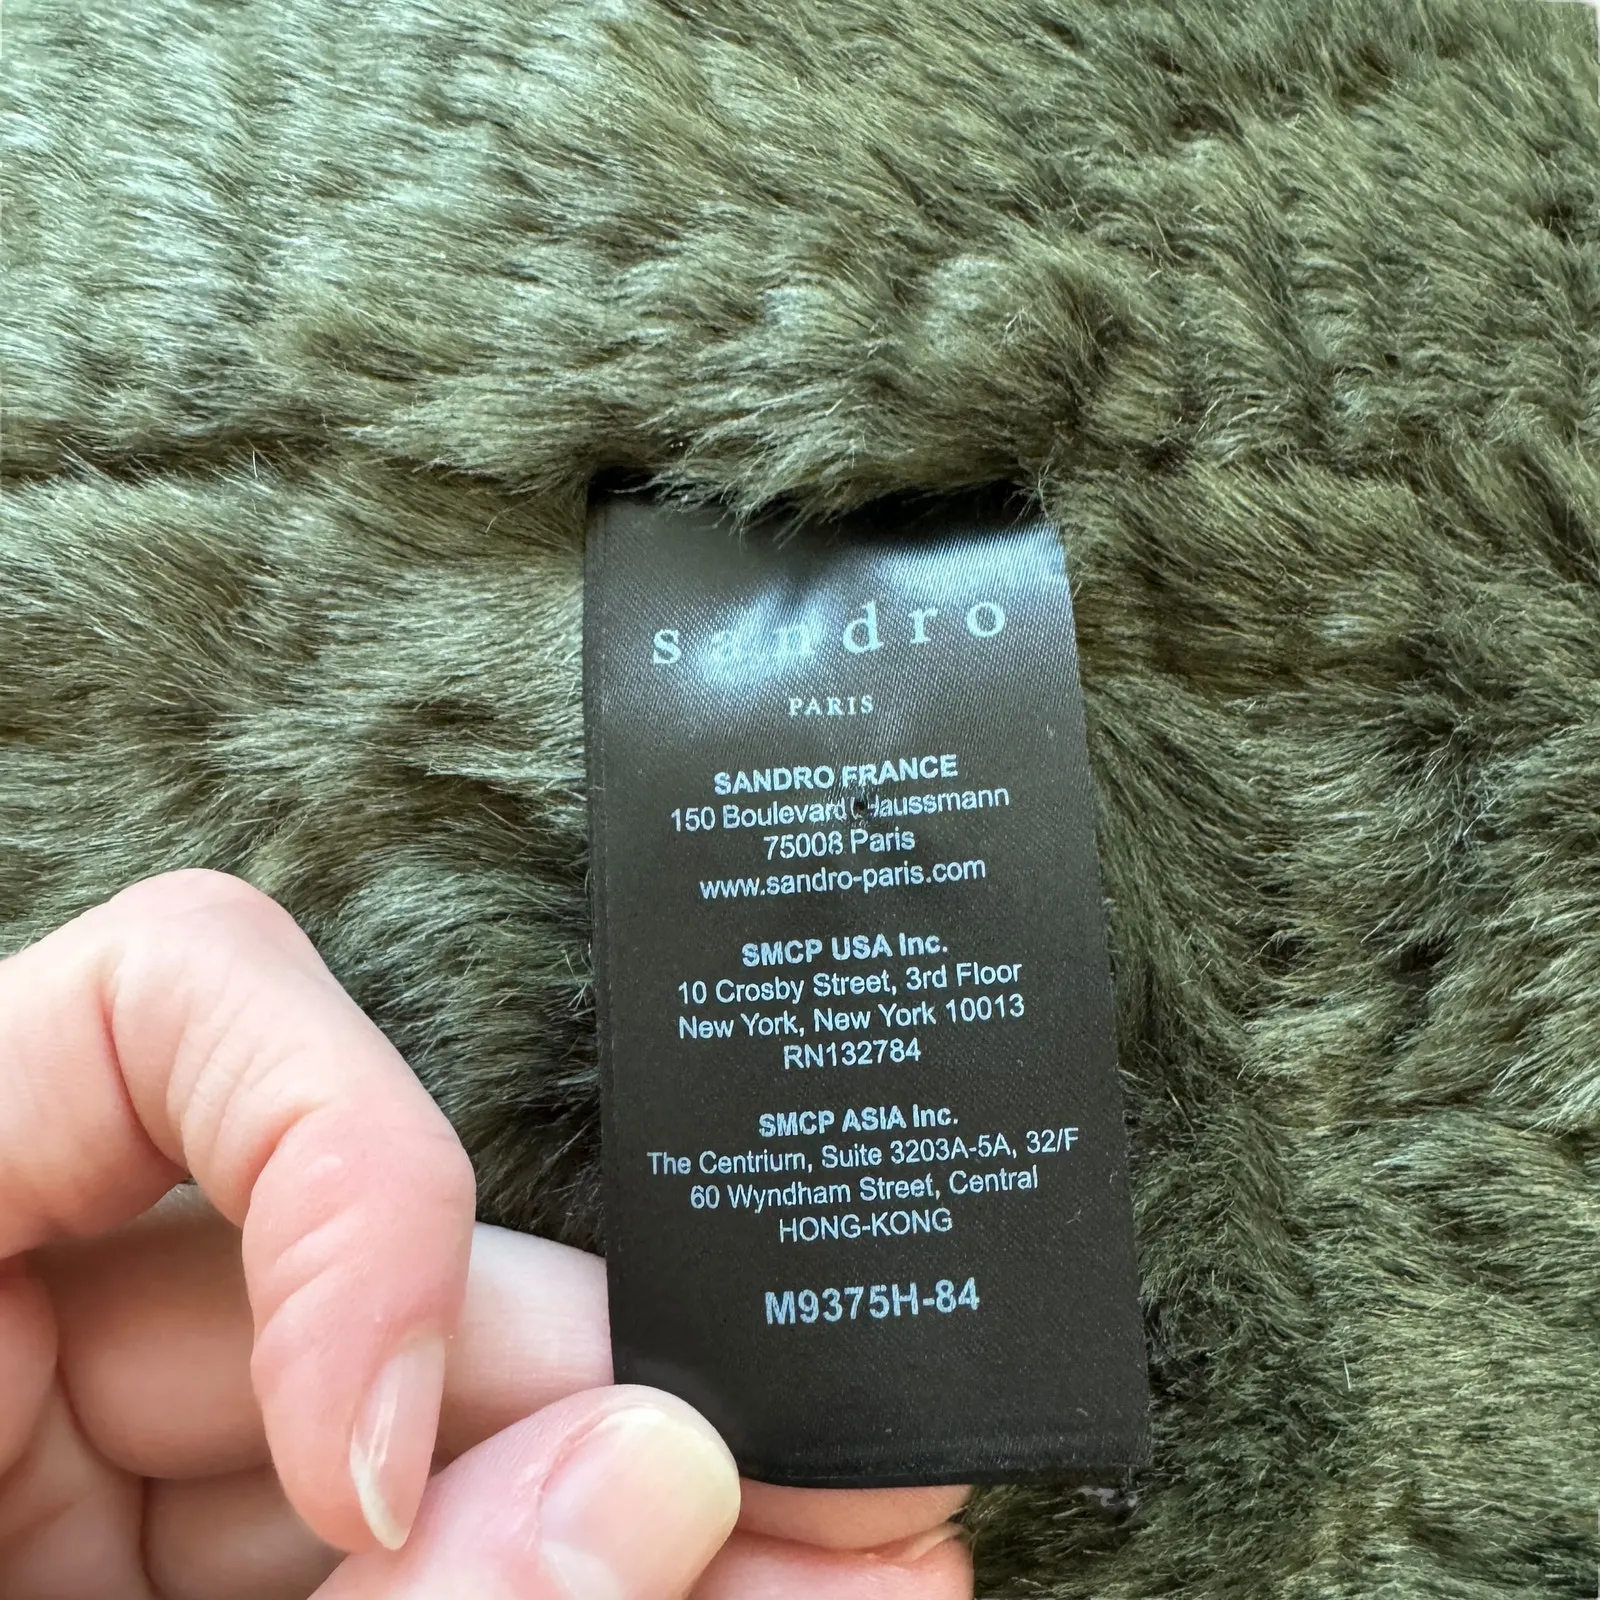 sandro
PARIS
SANDRO FRANCE
150 Boulevard Haussmann
75008 Paris
www.sandro-paris.com
SMCP USA Inc.
10 Crosby Street, 3rd Floor
New York, New York 10013
RN132784
SMCP ASIA Inc.
The Centrium, Suite 3203A-5A, 32/F
60 Wyndham Street, Central
HONG-KONG
M9375H-84